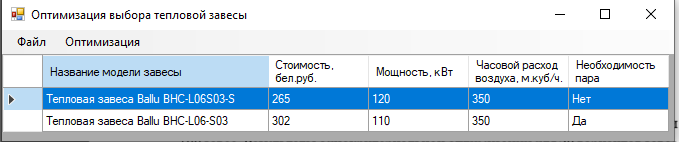 Оптимизация выбора тепловой завесы
Файл Оптимизация
Название модели завесы Стоимость, бел.руб. Мощность, кВт Часовой расход воздуха, м.куб/ч. Необходимость пара
Тепловая завеса Ballu BHC-L06S03-S 265 120 350 Нет
Тепловая завеса Ballu BHC-L06-S03 302 110 350 Да